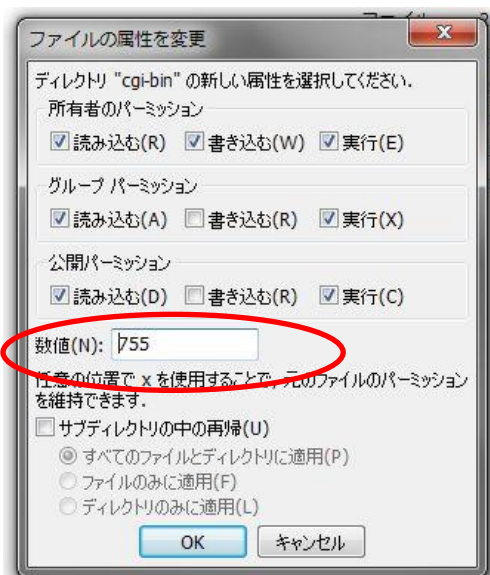 ファイルの属性を変更
ディレクトリ "cgi-bin" の新しい属性を選択してください.
所有者のパーミッション
読み込む(R) 書き込む(W) 実行(E)
グループ パーミッション
読み込む(A) 書き込む(R) 実行(X)
公開パーミッション
読み込む(D) 書き込む(R) 実行(C)
数値(N): 755
任意の位置で x を使用することで, 元のファイルのパーミッション
を維持できます.
サブディレクトリの中の再帰(U)
すべてのファイルとディレクトリに適用(P)
ファイルのみに適用(F)
ディレクトリのみに適用(L)
OK キャンセル